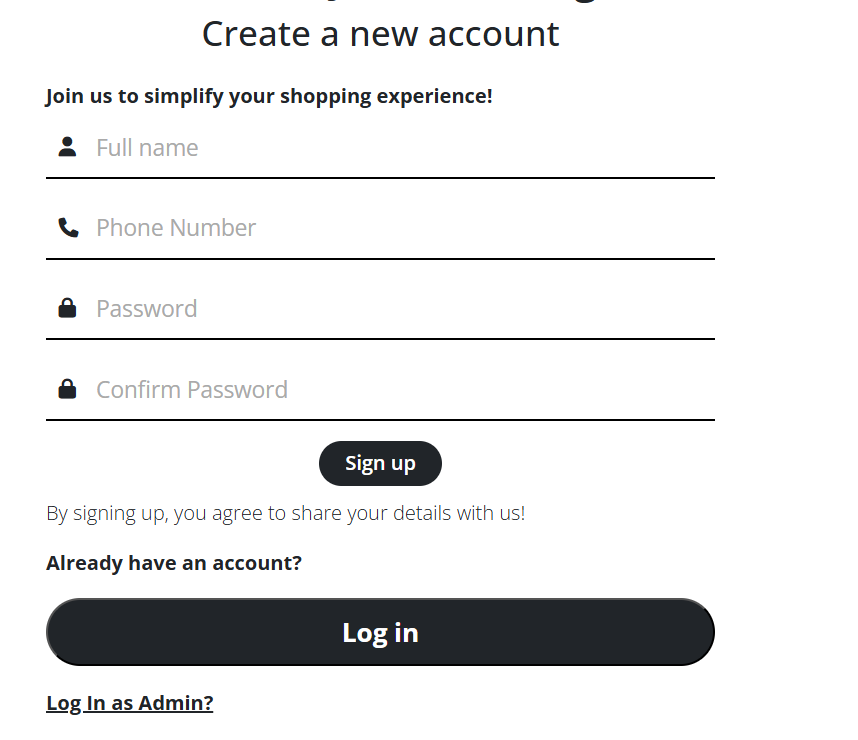 Create a new account
Join us to simplify your shopping experience!
Full name
Phone Number
Password
Confirm Password
Sign up
By signing up, you agree to share your details with us!
Already have an account?
Log in
Log In as Admin?